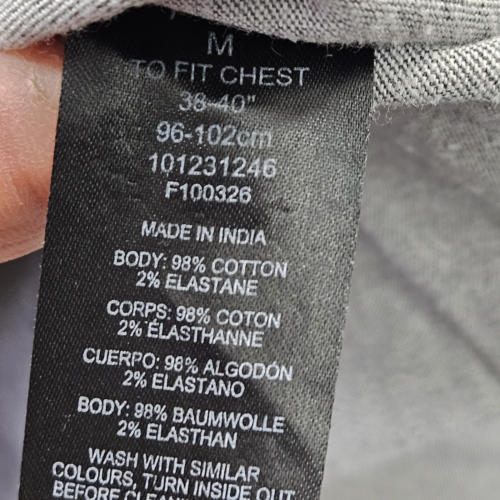 M
TO FIT CHEST
38-40"
96-102cm
101231246
F100326
MADE IN INDIA
BODY: 98% COTTON
2% ELASTANE
CORPS: 98% COTON
2% ÉLASTHANNE
CUERPO: 98% ALGODÓN
2% ELASTANO
BODY: 98% BAUMWOLLE
2% ELASTHAN
WASH WITH SIMILAR
COLOURS, TURN INSIDE OUT
BEFORE